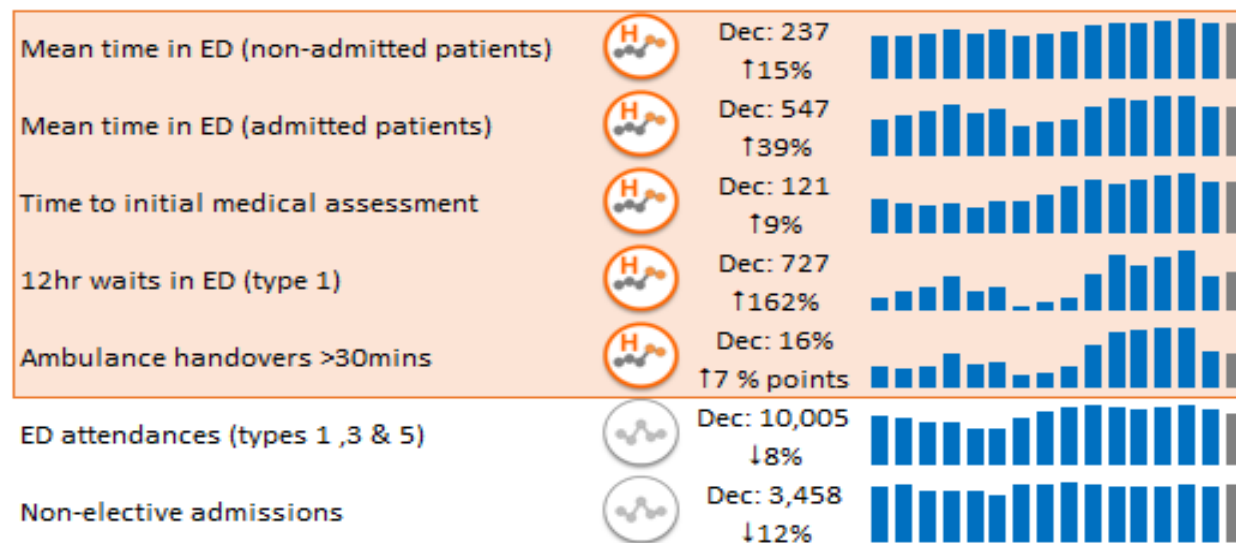 Mean time in ED (non-admitted patients) H Dec: 237
↑15%
Mean time in ED (admitted patients) H Dec: 547
↑39%
Time to initial medical assessment H Dec: 121
↑9%
12hr waits in ED (type 1) H Dec: 727
↑162%
Ambulance handovers >30mins H Dec: 16%
↑7 % points
ED attendances (types 1 ,3 & 5) Dec: 10,005
↓8%
Non-elective admissions Dec: 3,458
↓12%